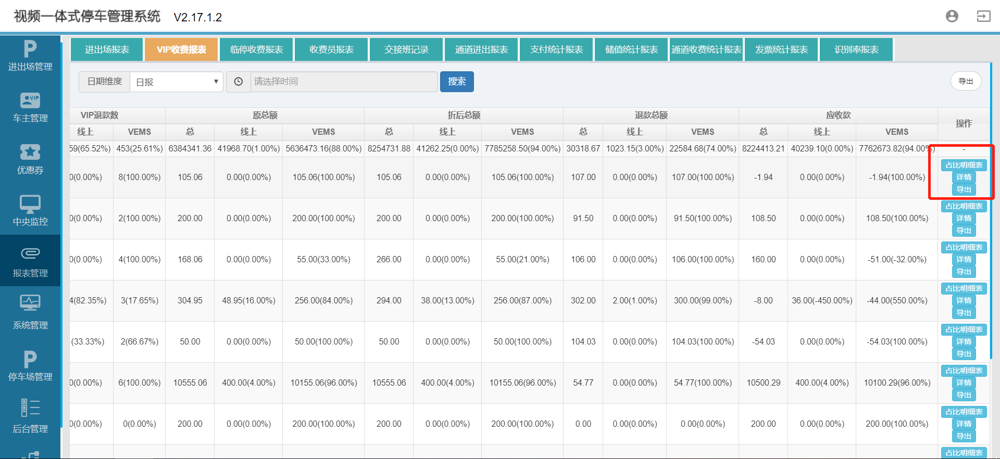 视频一体式停车管理系统 V2.17.1.2
进出场管理
车主管理
优惠券
中央监控
报表管理
系统管理
停车场管理
后台管理
进出场报表 VIP收费报表 临停收费报表 收费员报表 交接班记录 通道进出报表 支付统计报表 储值统计报表 通道收费统计报表 发票统计报表 识别率报表
日期维度 日报 请选择时间 搜索 导出
VIP退款数 原总额 折后总额 退款总额 应收款 操作
线上 VEMS 总 线上 VEMS 总 线上 VEMS 总 线上 VEMS 总 线上 VEMS
59(65.52%) 453(25.61%) 6384341.36 41968.70(1.00%) 5636473.16(88.00%) 8254731.88 41262.25(0.00%) 7785258.50(94.00%) 30318.67 1023.15(3.00%) 22584.68(74.00%) 8224413.21 40239.10(0.00%) 7762673.82(94.00%) -
0(0.00%) 8(100.00%) 105.06 0.00(0.00%) 105.06(100.00%) 105.06 0.00(0.00%) 105.06(100.00%) 107.00 0.00(0.00%) 107.00(100.00%) -1.94 0.00(0.00%) -1.94(100.00%)
占比明细表
详情
导出
0(0.00%) 2(100.00%) 200.00 0.00(0.00%) 200.00(100.00%) 200.00 0.00(0.00%) 200.00(100.00%) 91.50 0.00(0.00%) 91.50(100.00%) 108.50 0.00(0.00%) 108.50(100.00%)
占比明细表
详情
导出
0(0.00%) 4(100.00%) 168.06 0.00(0.00%) 55.00(33.00%) 266.00 0.00(0.00%) 55.00(21.00%) 106.00 0.00(0.00%) 106.00(100.00%) 160.00 0.00(0.00%) -51.00(-32.00%)
占比明细表
详情
导出
4(82.35%) 3(17.65%) 304.95 48.95(16.00%) 256.00(84.00%) 294.00 38.00(13.00%) 256.00(87.00%) 302.00 2.00(1.00%) 300.00(99.00%) -8.00 36.00(-450.00%) -44.00(550.00%)
占比明细表
详情
导出
(33.33%) 2(66.67%) 50.00 0.00(0.00%) 50.00(100.00%) 50.00 0.00(0.00%) 50.00(100.00%) 104.03 0.00(0.00%) 104.03(100.00%) -54.03 0.00(0.00%) -54.03(100.00%)
占比明细表
详情
导出
0(0.00%) 6(100.00%) 10555.06 400.00(4.00%) 10155.06(96.00%) 10555.06 400.00(4.00%) 10155.06(96.00%) 54.77 0.00(0.00%) 54.77(100.00%) 10500.29 400.00(4.00%) 10100.29(96.00%)
占比明细表
详情
导出
0(0.00%) 0(0.00%) 200.00 0.00(0.00%) 200.00(100.00%) 200.00 0.00(0.00%) 200.00(100.00%) 0.00 0.00(0.00%) 0.00(0.00%) 200.00 0.00(0.00%) 200.00(100.00%)
占比明细表
详情
导出
占比明细表